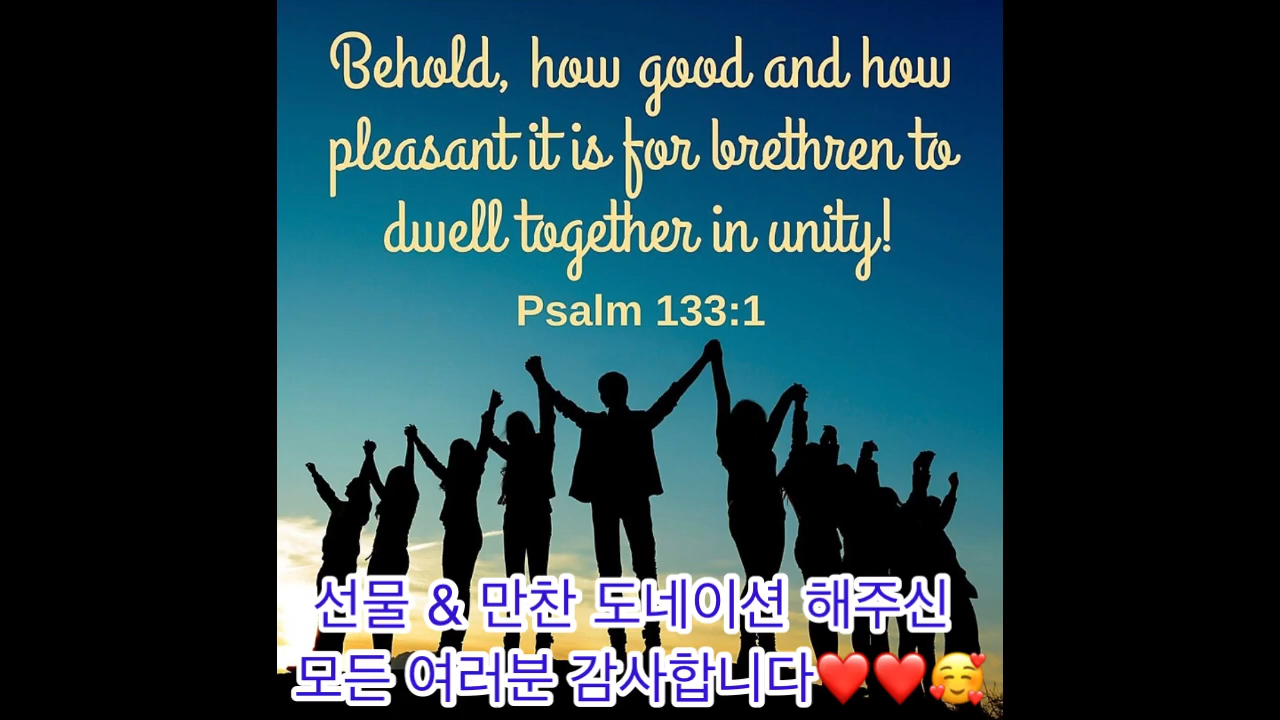 Behold, how good and how
pleasant it is for brethren to
dwell together in unity!
Psalm 133:1
선물 & 만찬 도네이션 해주신
모든 여러분 감사합니다❤️❤️🥰